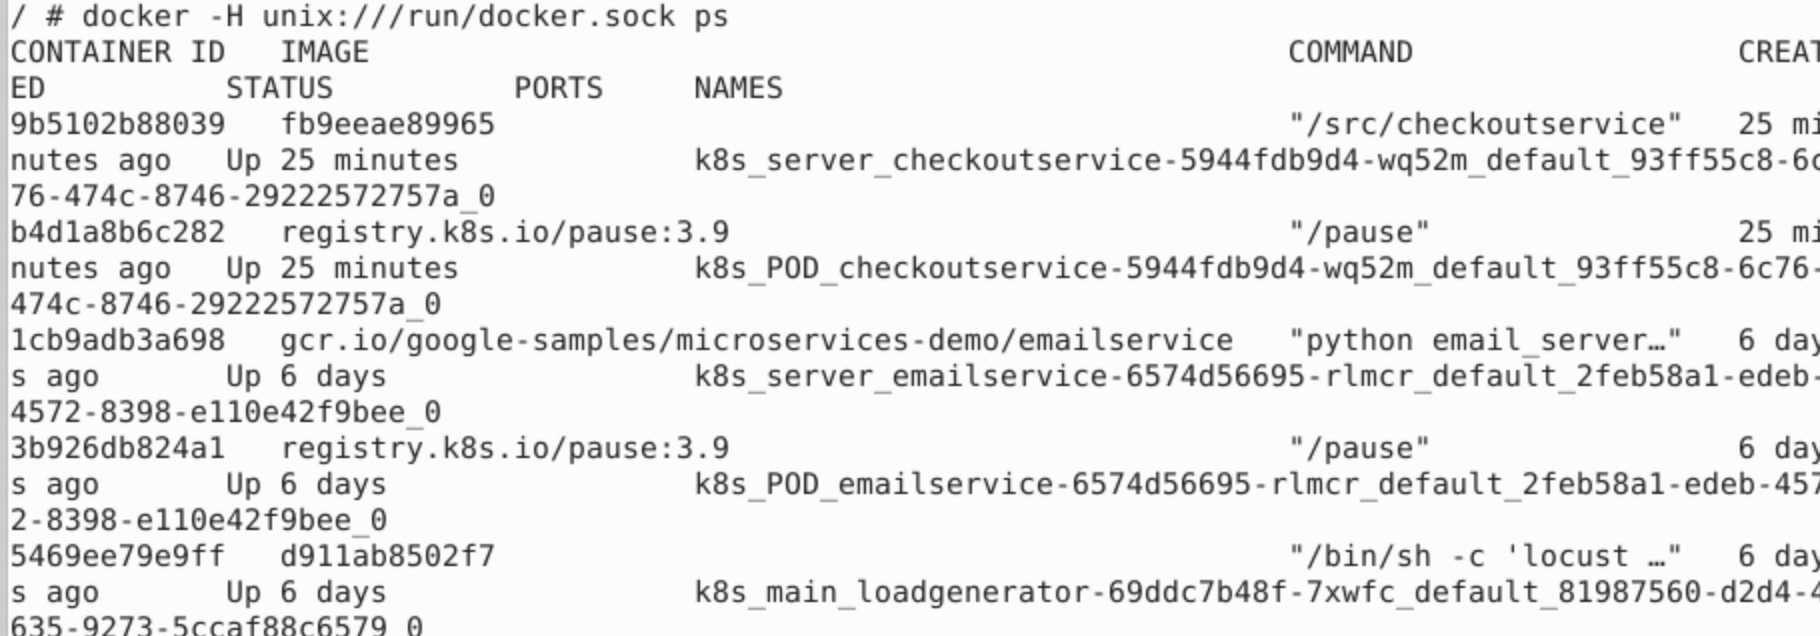 / # docker -H unix:///run/docker.sock ps
CONTAINER ID   IMAGE                                                   COMMAND                  CREAT
ED          STATUS          PORTS     NAMES
9b5102b88039   fb9eeae89965                                            "/src/checkoutservice"   25 mi
nutes ago   Up 25 minutes             k8s_server_checkoutservice-5944fdb9d4-wq52m_default_93ff55c8-6c
76-474c-8746-29222572757a_0
b4d1a8b6c282   registry.k8s.io/pause:3.9                               "/pause"                 25 mi
nutes ago   Up 25 minutes             k8s_POD_checkoutservice-5944fdb9d4-wq52m_default_93ff55c8-6c76-
474c-8746-29222572757a_0
1cb9adb3a698   gcr.io/google-samples/microservices-demo/emailservice   "python email_server…"   6 day
s ago       Up 6 days                 k8s_server_emailservice-6574d56695-rlmcr_default_2feb58a1-edeb-
4572-8398-e110e42f9bee_0
3b926db824a1   registry.k8s.io/pause:3.9                               "/pause"                 6 day
s ago       Up 6 days                 k8s_POD_emailservice-6574d56695-rlmcr_default_2feb58a1-edeb-457
2-8398-e110e42f9bee_0
5469ee79e9ff   d911ab8502f7                                            "/bin/sh -c 'locust …"   6 day
s ago       Up 6 days                 k8s_main_loadgenerator-69ddc7b48f-7xwfc_default_81987560-d2d4-4
635-9273-5ccaf88c6579_0